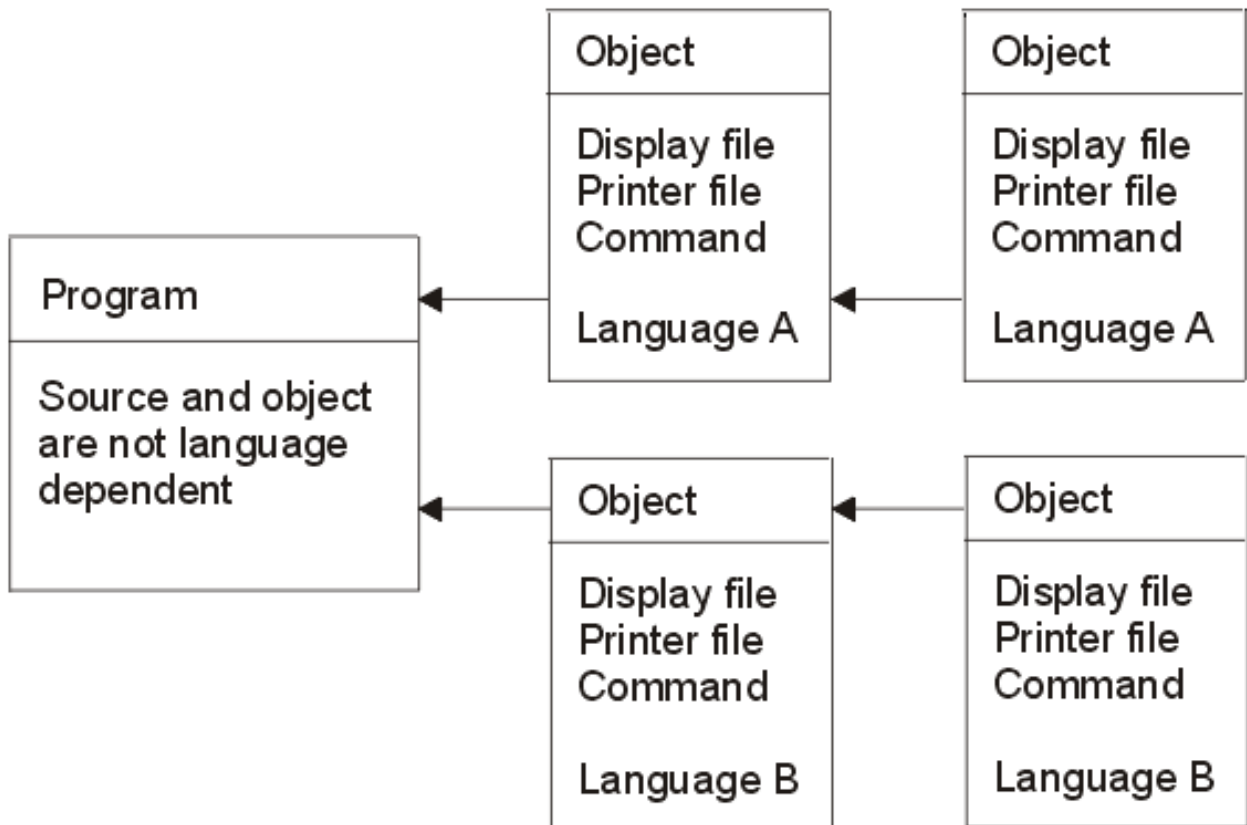 Program
Source and object
are not language
dependent
Object
Display file
Printer file
Command
Language A
Object
Display file
Printer file
Command
Language A
Object
Display file
Printer file
Command
Language B
Object
Display file
Printer file
Command
Language B